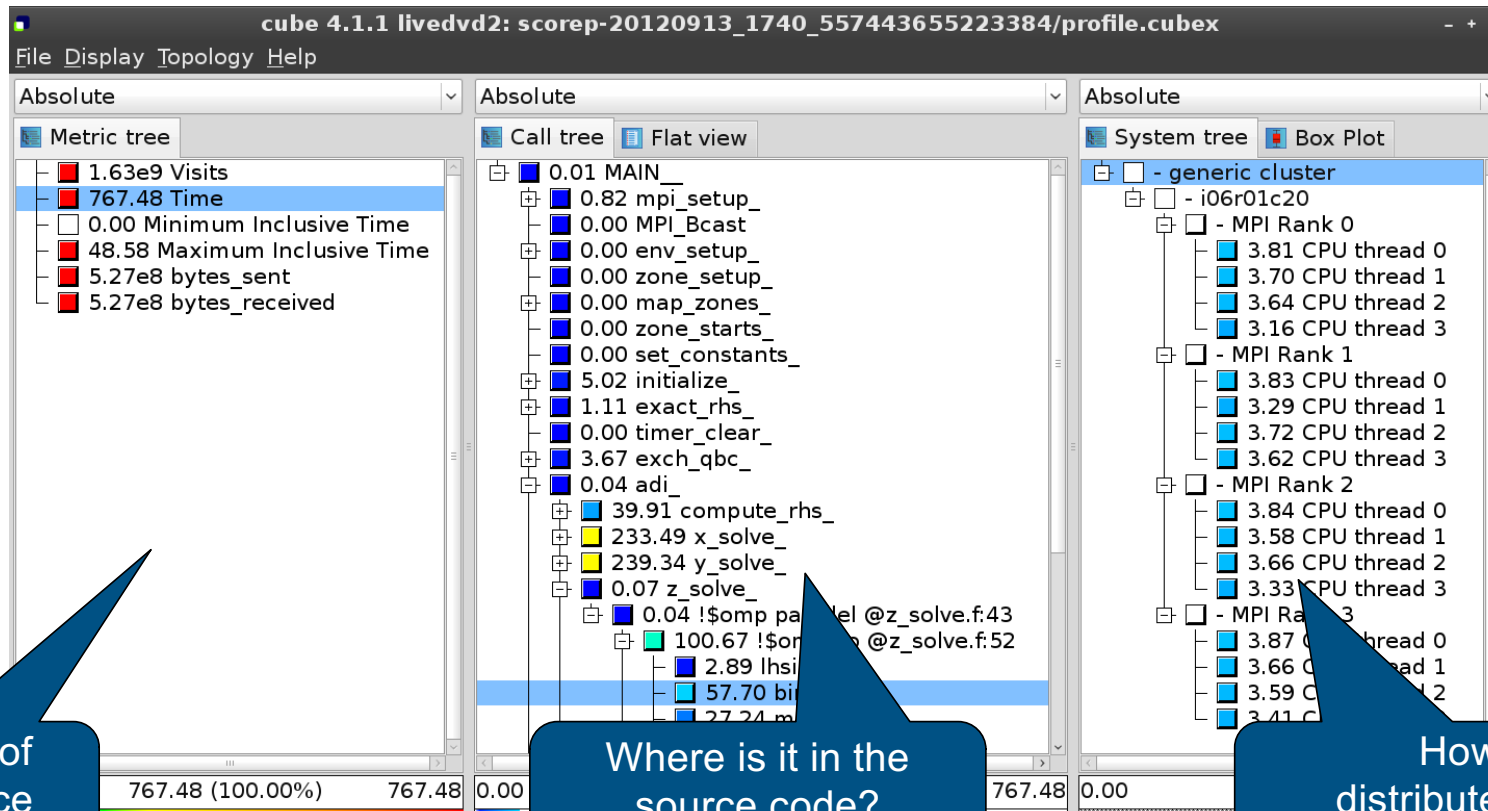 cube 4.1.1 livedvd2: scorep-20120913_1740_557443655223384/profile.cubex
File Display Topology Help
Absolute
Metric tree
1.63e9 Visits
767.48 Time
0.00 Minimum Inclusive Time
48.58 Maximum Inclusive Time
5.27e8 bytes_sent
5.27e8 bytes_received
767.48 (100.00%) 767.48
of
Absolute
Call tree Flat view
0.01 MAIN__
0.82 mpi_setup_
0.00 MPI_Bcast
0.00 env_setup_
0.00 zone_setup_
0.00 map_zones_
0.00 zone_starts_
0.00 set_constants_
5.02 initialize_
1.11 exact_rhs_
0.00 timer_clear_
3.67 exch_qbc_
0.04 adi_
39.91 compute_rhs_
233.49 x_solve_
239.34 y_solve_
0.07 z_solve_
0.04 !$omp @z_solve.f:43
100.67 @z_solve.f:52
2.89
57.70
27.24
0.00 767.48
Where is it in the
source code?
Absolute
System tree Box Plot
- generic cluster
- i06r01c20
- MPI Rank 0
3.81 CPU thread 0
3.70 CPU thread 1
3.64 CPU thread 2
3.16 CPU thread 3
- MPI Rank 1
3.83 CPU thread 0
3.29 CPU thread 1
3.72 CPU thread 2
3.62 CPU thread 3
- MPI Rank 2
3.84 CPU thread 0
3.58 CPU thread 1
3.66 CPU thread 2
3.33 CPU thread 3
- MPI 3
3.87 0
3.66 1
3.59 2
3.41
0.00